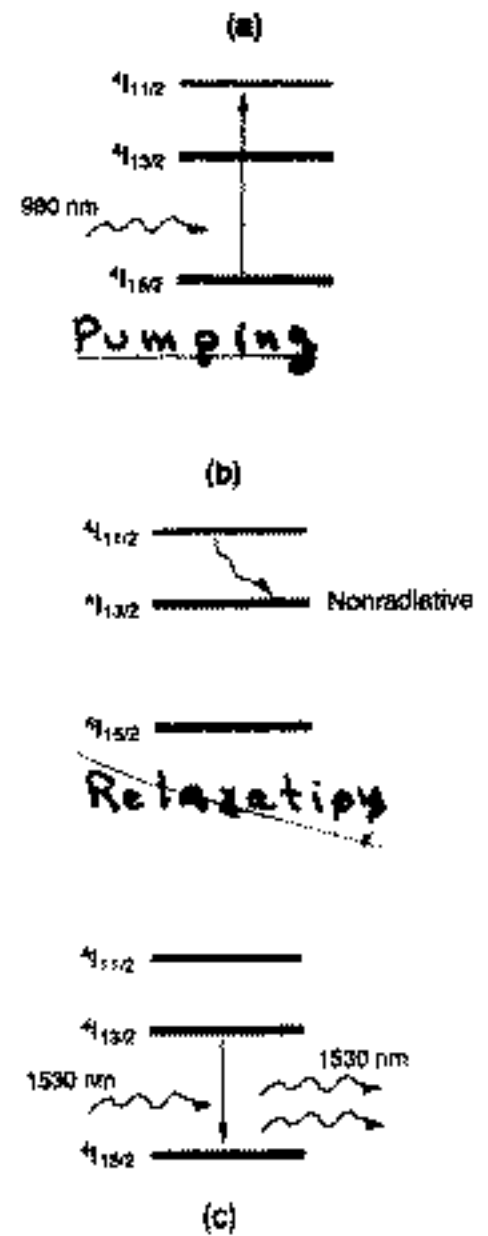 (a)
⁴I₁₁/₂
⁴I₁₃/₂
980 nm
⁴I₁₅/₂
Pumping
(b)
⁴I₁₁/₂
⁴I₁₃/₂ Nonradiative
⁴I₁₅/₂
Relaxation
⁴I₁₁/₂
⁴I₁₃/₂
1530 nm
1530 nm
⁴I₁₅/₂
(c)